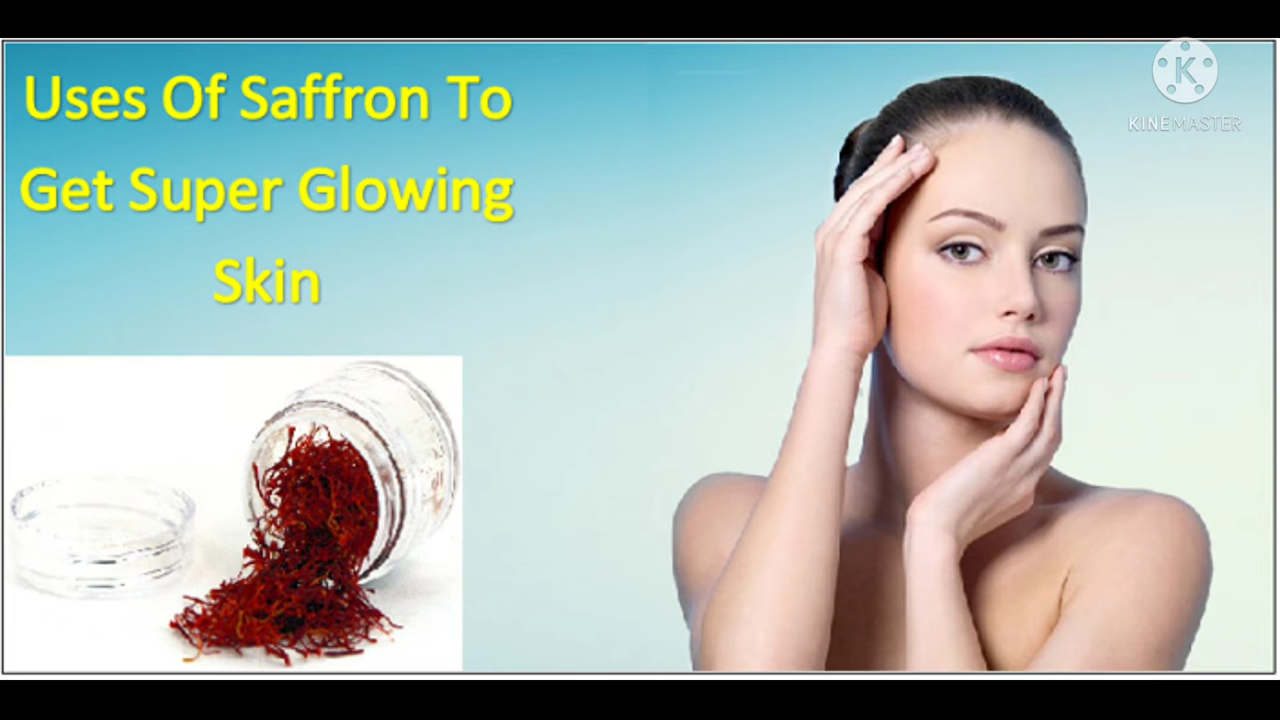 Uses Of Saffron To
Get Super Glowing
Skin
K
KINEMASTER